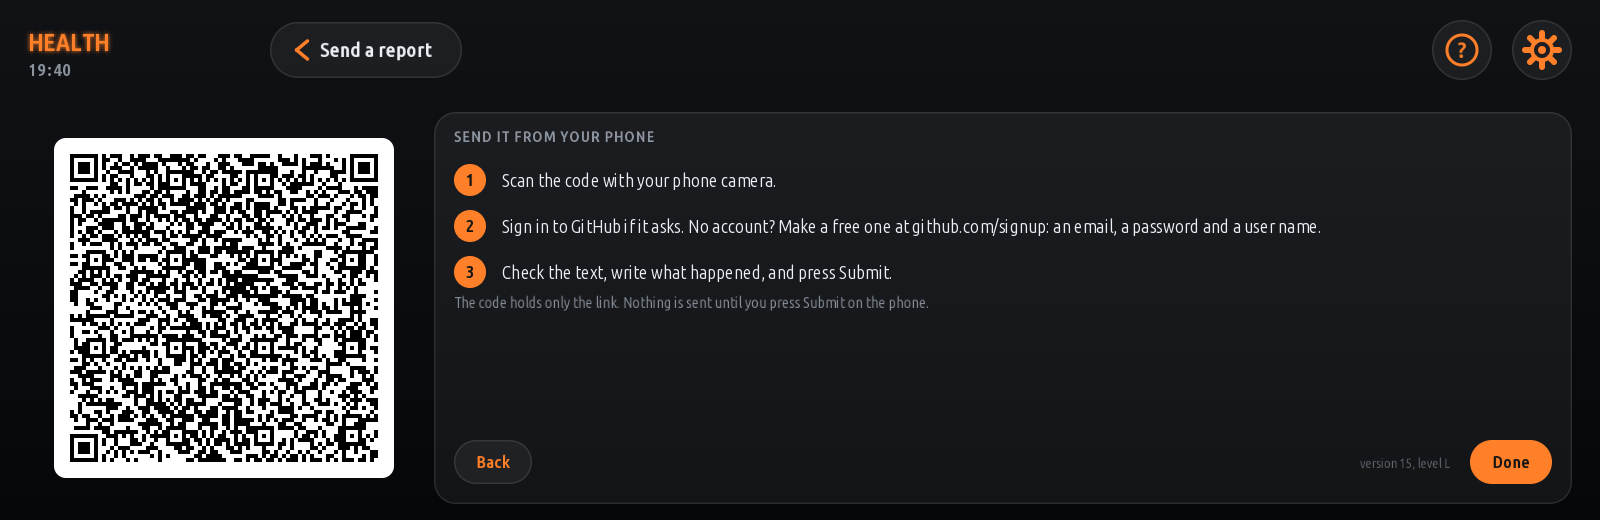 HEALTH
19:40
Send a report
?
SEND IT FROM YOUR PHONE
1 Scan the code with your phone camera.
2 Sign in to GitHub if it asks. No account? Make a free one at github.com/signup: an email, a password and a user name.
3 Check the text, write what happened, and press Submit.
The code holds only the link. Nothing is sent until you press Submit on the phone.
Back
version 15, level L
Done